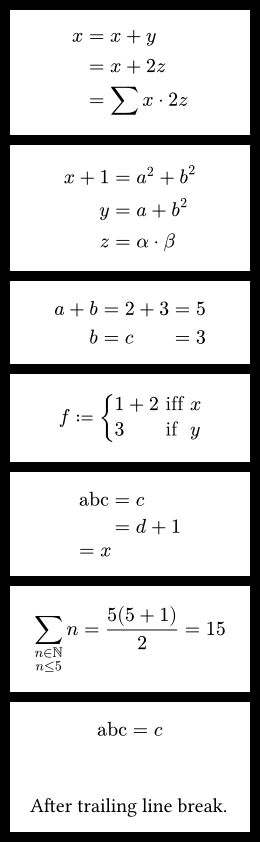 x = x + y
= x + 2z
= ∑ x · 2z
x + 1 = a² + b²
y = a + b²
z = α · β
a + b = 2 + 3 = 5
b = c = 3
f ≔ { 1 + 2 iff x
3 if y
abc = c
= d + 1
= x
∑ n = 5(5 + 1)/2 = 15
n∈ℕ
n≤5
abc = c
After trailing line break.